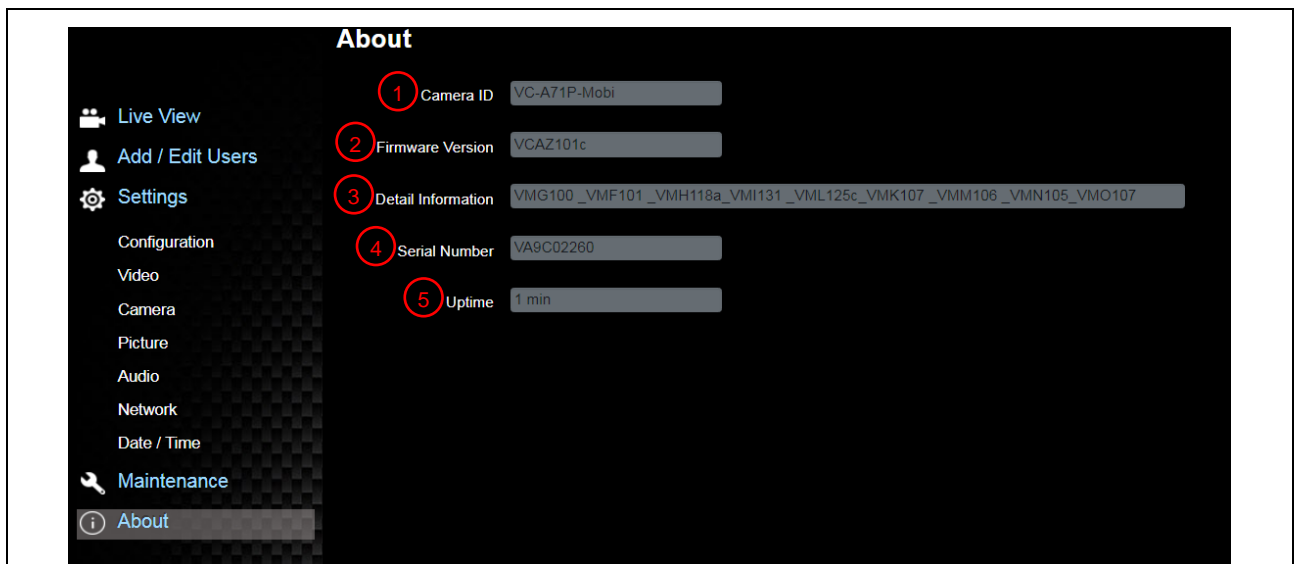 About
1 Camera ID VC-A71P-Mobi
Live View
2 Firmware Version VCAZ101c
Add / Edit Users
3 Detail Information VMG100 _VMF101 _VMH118a_VMI131 _VML125c_VMK107 _VMM106 _VMN105_VMO107
Settings
4 Serial Number VA9C02260
Configuration
Video
5 Uptime 1 min
Camera
Picture
Audio
Network
Date / Time
Maintenance
About